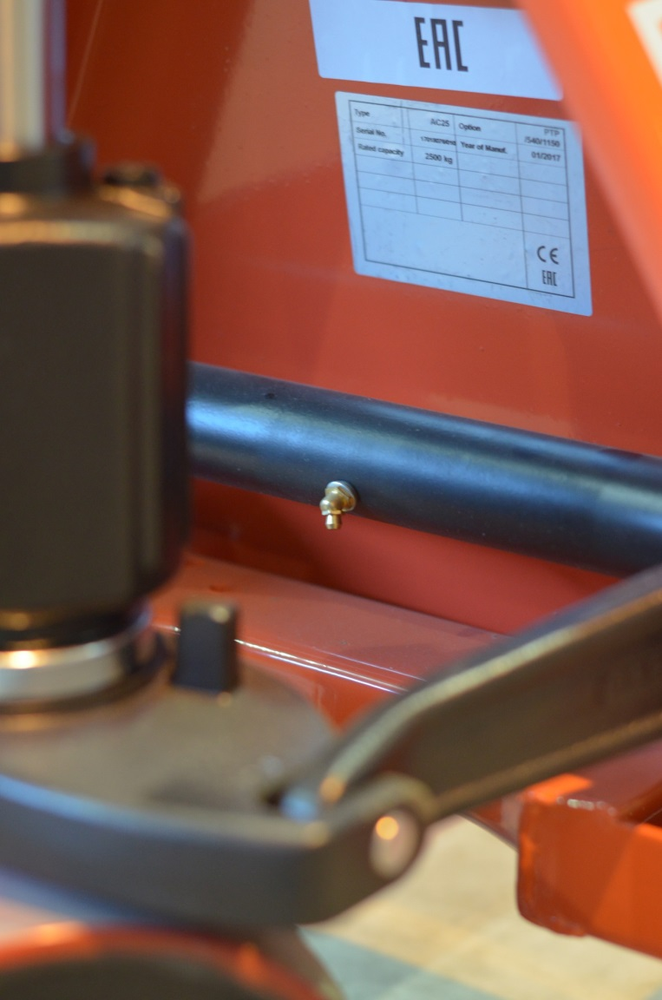 EAC
Type AC25 Option PTP
/540/1150
Serial No. Year of Manuf. 01/2017
Rated capacity 2500 kg
CE
EAC